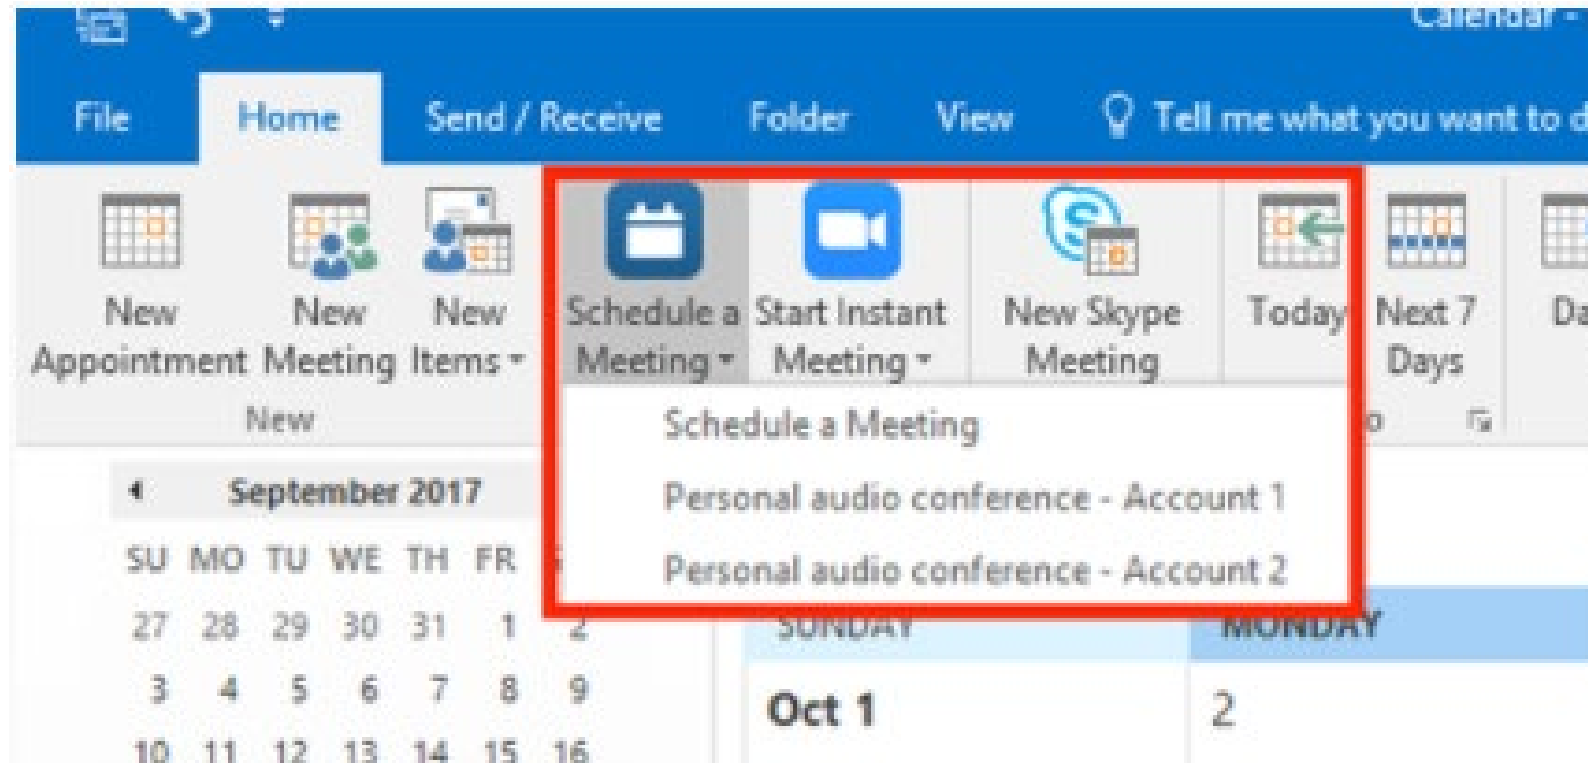 Calendar -
File Home Send / Receive Folder View Tell me what you want to d
New Appointment
New Meeting
New Items
Schedule a Meeting
Start Instant Meeting
New Skype Meeting
Today
Next 7 Days
Da
New
Schedule a Meeting
Personal audio conference - Account 1
Personal audio conference - Account 2
September 2017
SU MO TU WE TH FR
27 28 29 30 31 1 2
3 4 5 6 7 8 9
10 11 12 13 14 15 16
SUNDAY MONDAY
Oct 1 2